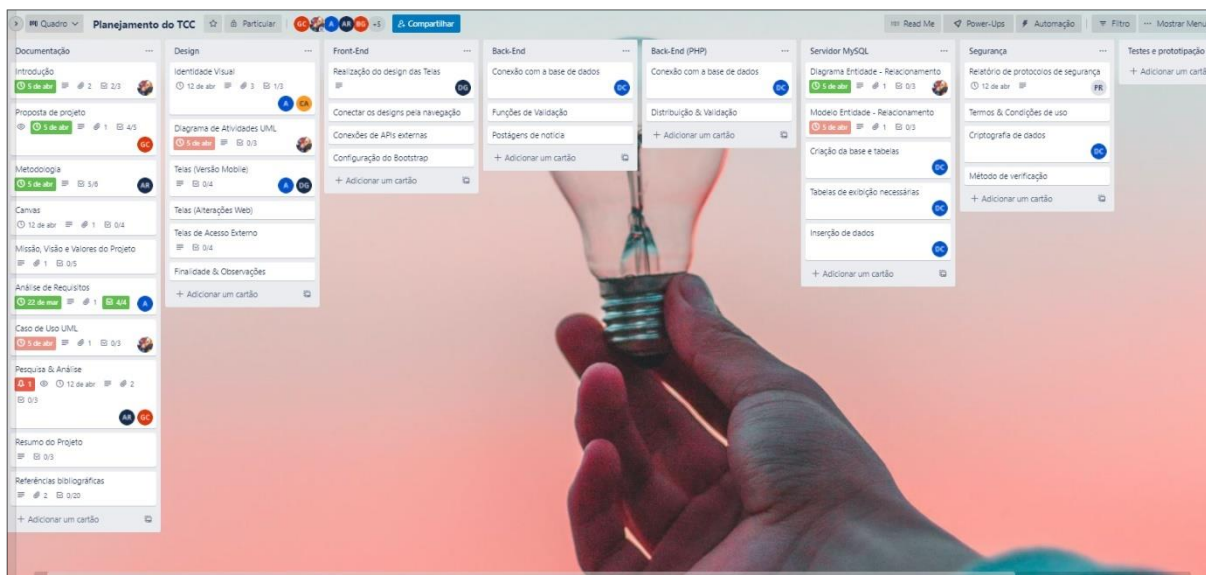 Quadro
Planejamento do TCC
Particular
GC A AR BG +5
Compartilhar
Read Me
Power-Ups
Automação
Filtro
Mostrar Menu
Documentação
Introdução
5 de abr 2 2/3
Proposta de projeto
5 de abr 1 4/5
GC
Metodologia
5 de abr 5/6
AR
Canvas
12 de abr 1 0/4
Missão, Visão e Valores do Projeto
1 0/5
Análise de Requisitos
22 de mar 1 4/4
A
Caso de Uso UML
5 de abr 1 0/3
Pesquisa & Análise
1 12 de abr 2
0/3
AR GC
Resumo do Projeto
0/3
Referências bibliográficas
2 0/20
+ Adicionar um cartão
Design
Identidade Visual
12 de abr 3 1/3
A CA
Diagrama de Atividades UML
5 de abr 0/3
Telas (Versão Mobile)
0/4
A DG
Telas (Alterações Web)
Telas de Acesso Externo
0/4
Finalidade & Observações
+ Adicionar um cartão
Front-End
Realização do design das Telas
DG
Conectar os designs pela navegação
Conexões de APIs externas
Configuração do Bootstrap
+ Adicionar um cartão
Back-End
Conexão com a base de dados
DC
Funções de Validação
Postágens de noticia
+ Adicionar um cartão
Back-End (PHP)
Conexão com a base de dados
DC
Distribuição & Validação
+ Adicionar um cartão
Servidor MySQL
Diagrama Entidade - Relacionamento
5 de abr 1 0/3
Modelo Entidade - Relacionamento
5 de abr 1 0/3
Criação da base e tabelas
DC
Tabelas de exibição necessárias
DC
Inserção de dados
DC
+ Adicionar um cartão
Segurança
Relatório de protocolos de segurança
12 de abr
PR
Termos & Condições de uso
Criptografia de dados
DC
Método de verificação
+ Adicionar um cartão
Testes e prototipação
+ Adicionar um cartã